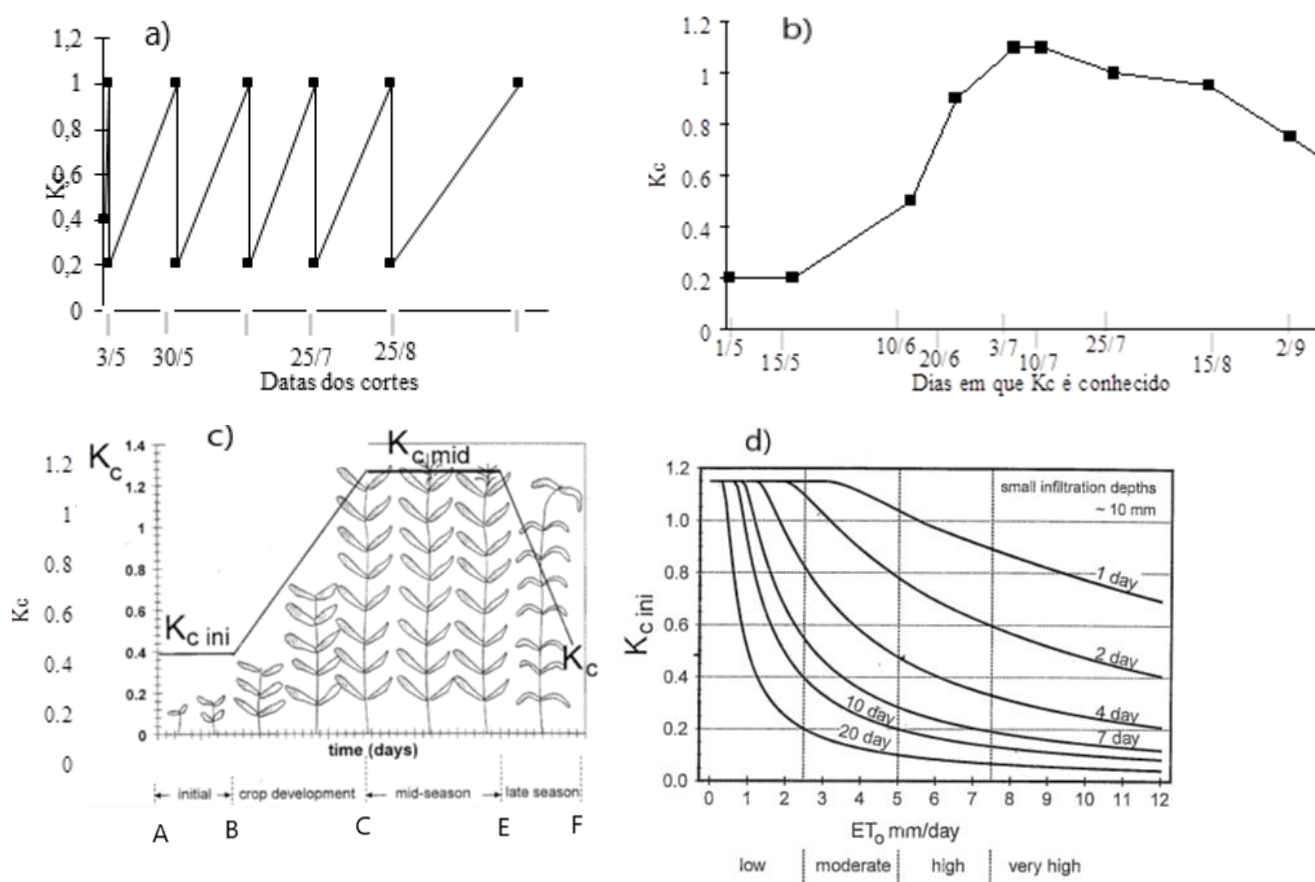 a)
1,2
1
0,8
0,6
0,4
0,2
0
Kc
3/5
30/5
25/7
25/8
Datas dos cortes
b)
1.2
1
0.8
0.6
0.4
0.2
0
Kc
1/5
15/5
10/6
20/6
3/7
10/7
25/7
15/8
2/9
Dias em que Kc é conhecido
c)
1.2
1
0.8
0.6
0.4
0.2
0
Kc
Kc
1.4
1.2
1
0.8
0.6
0.4
0.2
0
Kc mid
Kc ini
Kc
time (days)
initial
crop development
mid-season
late season
A
B
C
E
F
d)
1.2
1.0
0.8
0.6
0.4
0.2
0.0
Kc ini
small infiltration depths
~ 10 mm
1 day
2 day
4 day
7 day
10 day
20 day
0 1 2 3 4 5 6 7 8 9 10 11 12
ETo mm/day
low
moderate
high
very high